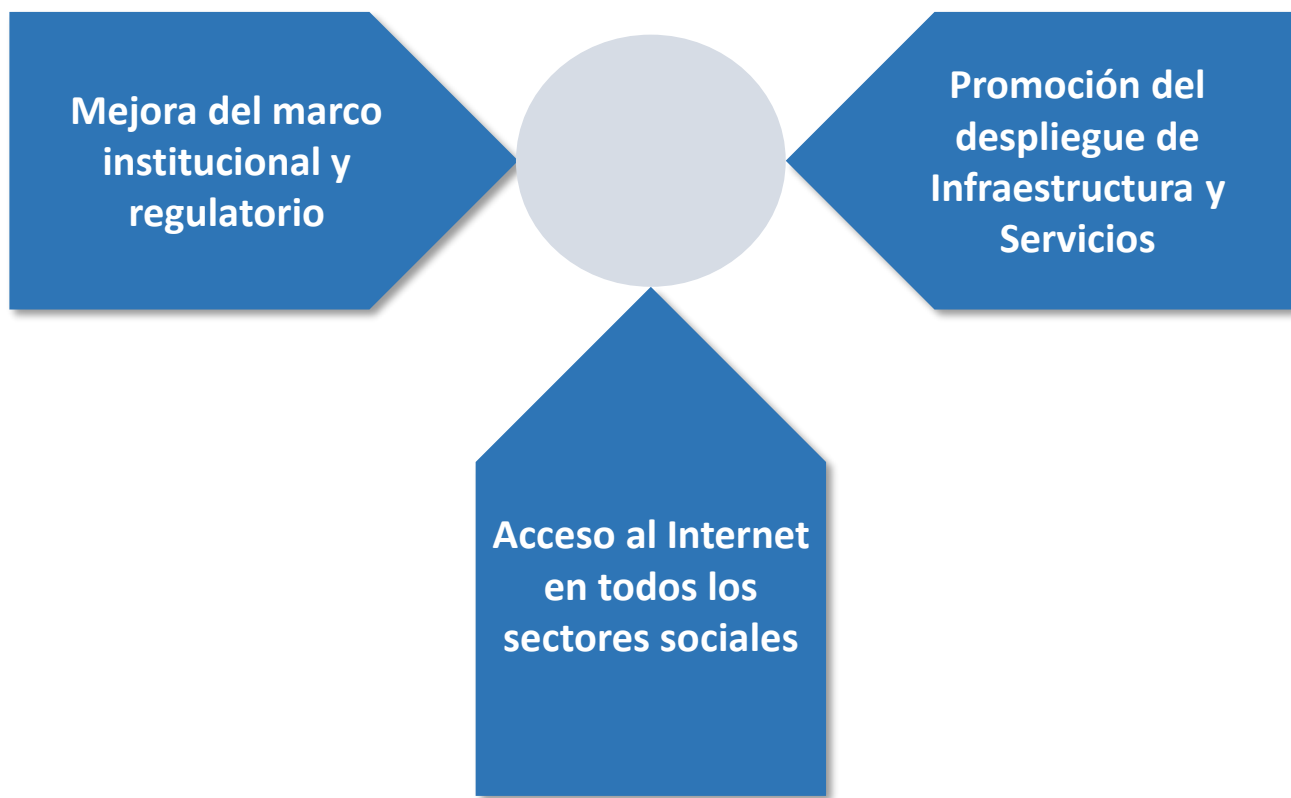 Mejora del marco
institucional y
regulatorio
Promoción del
despliegue de
Infraestructura y
Servicios
Acceso al Internet
en todos los
sectores sociales